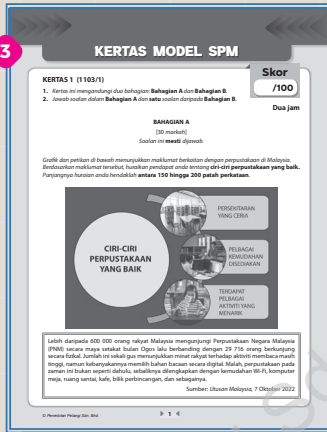 3
KERTAS MODEL SPM
Skor
/100
KERTAS 1 (1103/1)
1. Kertas ini mengandungi dua bahagian: Bahagian A dan Bahagian B.
2. Jawab soalan dalam Bahagian A dan satu soalan daripada Bahagian B.
Dua jam
BAHAGIAN A
[30 markah]
Soalan ini mesti dijawab.
Grafik dan petikan di bawah menunjukkan maklumat berkaitan dengan perpustakaan di Malaysia.
Berdasarkan maklumat tersebut, huraikan pendapat anda tentang ciri-ciri perpustakaan yang baik.
Panjangnya huraian anda hendaklah antara 150 hingga 200 patah perkataan.
CIRI-CIRI
PERPUSTAKAAN
YANG BAIK
PERSEKITARAN
YANG CERIA
PELBAGAI
KEMUDAHAN
DISEDIAKAN
TERDAPAT
PELBAGAI
AKTIVITI YANG
MENARIK
Lebih daripada 600 000 orang rakyat Malaysia mengunjungi Perpustakaan Negara Malaysia
(PNM) secara maya setakat bulan Ogos lalu berbanding dengan 29 716 orang berkunjung
secara fizikal. Jumlah ini sekali gus menunjukkan minat rakyat terhadap aktiviti membaca masih
tinggi, namun kebanyakannya memilih bahan bacaan secara digital. Malah, perpustakaan pada
zaman ini bukan seperti dahulu, sebaliknya dilengkapkan dengan kemudahan Wi-Fi, komputer
meja, ruang santai, kafe, bilik perbincangan, dan sebagainya.
Sumber: Utusan Malaysia, 7 Oktober 2022
© Penerbitan Pelangi Sdn. Bhd.
1